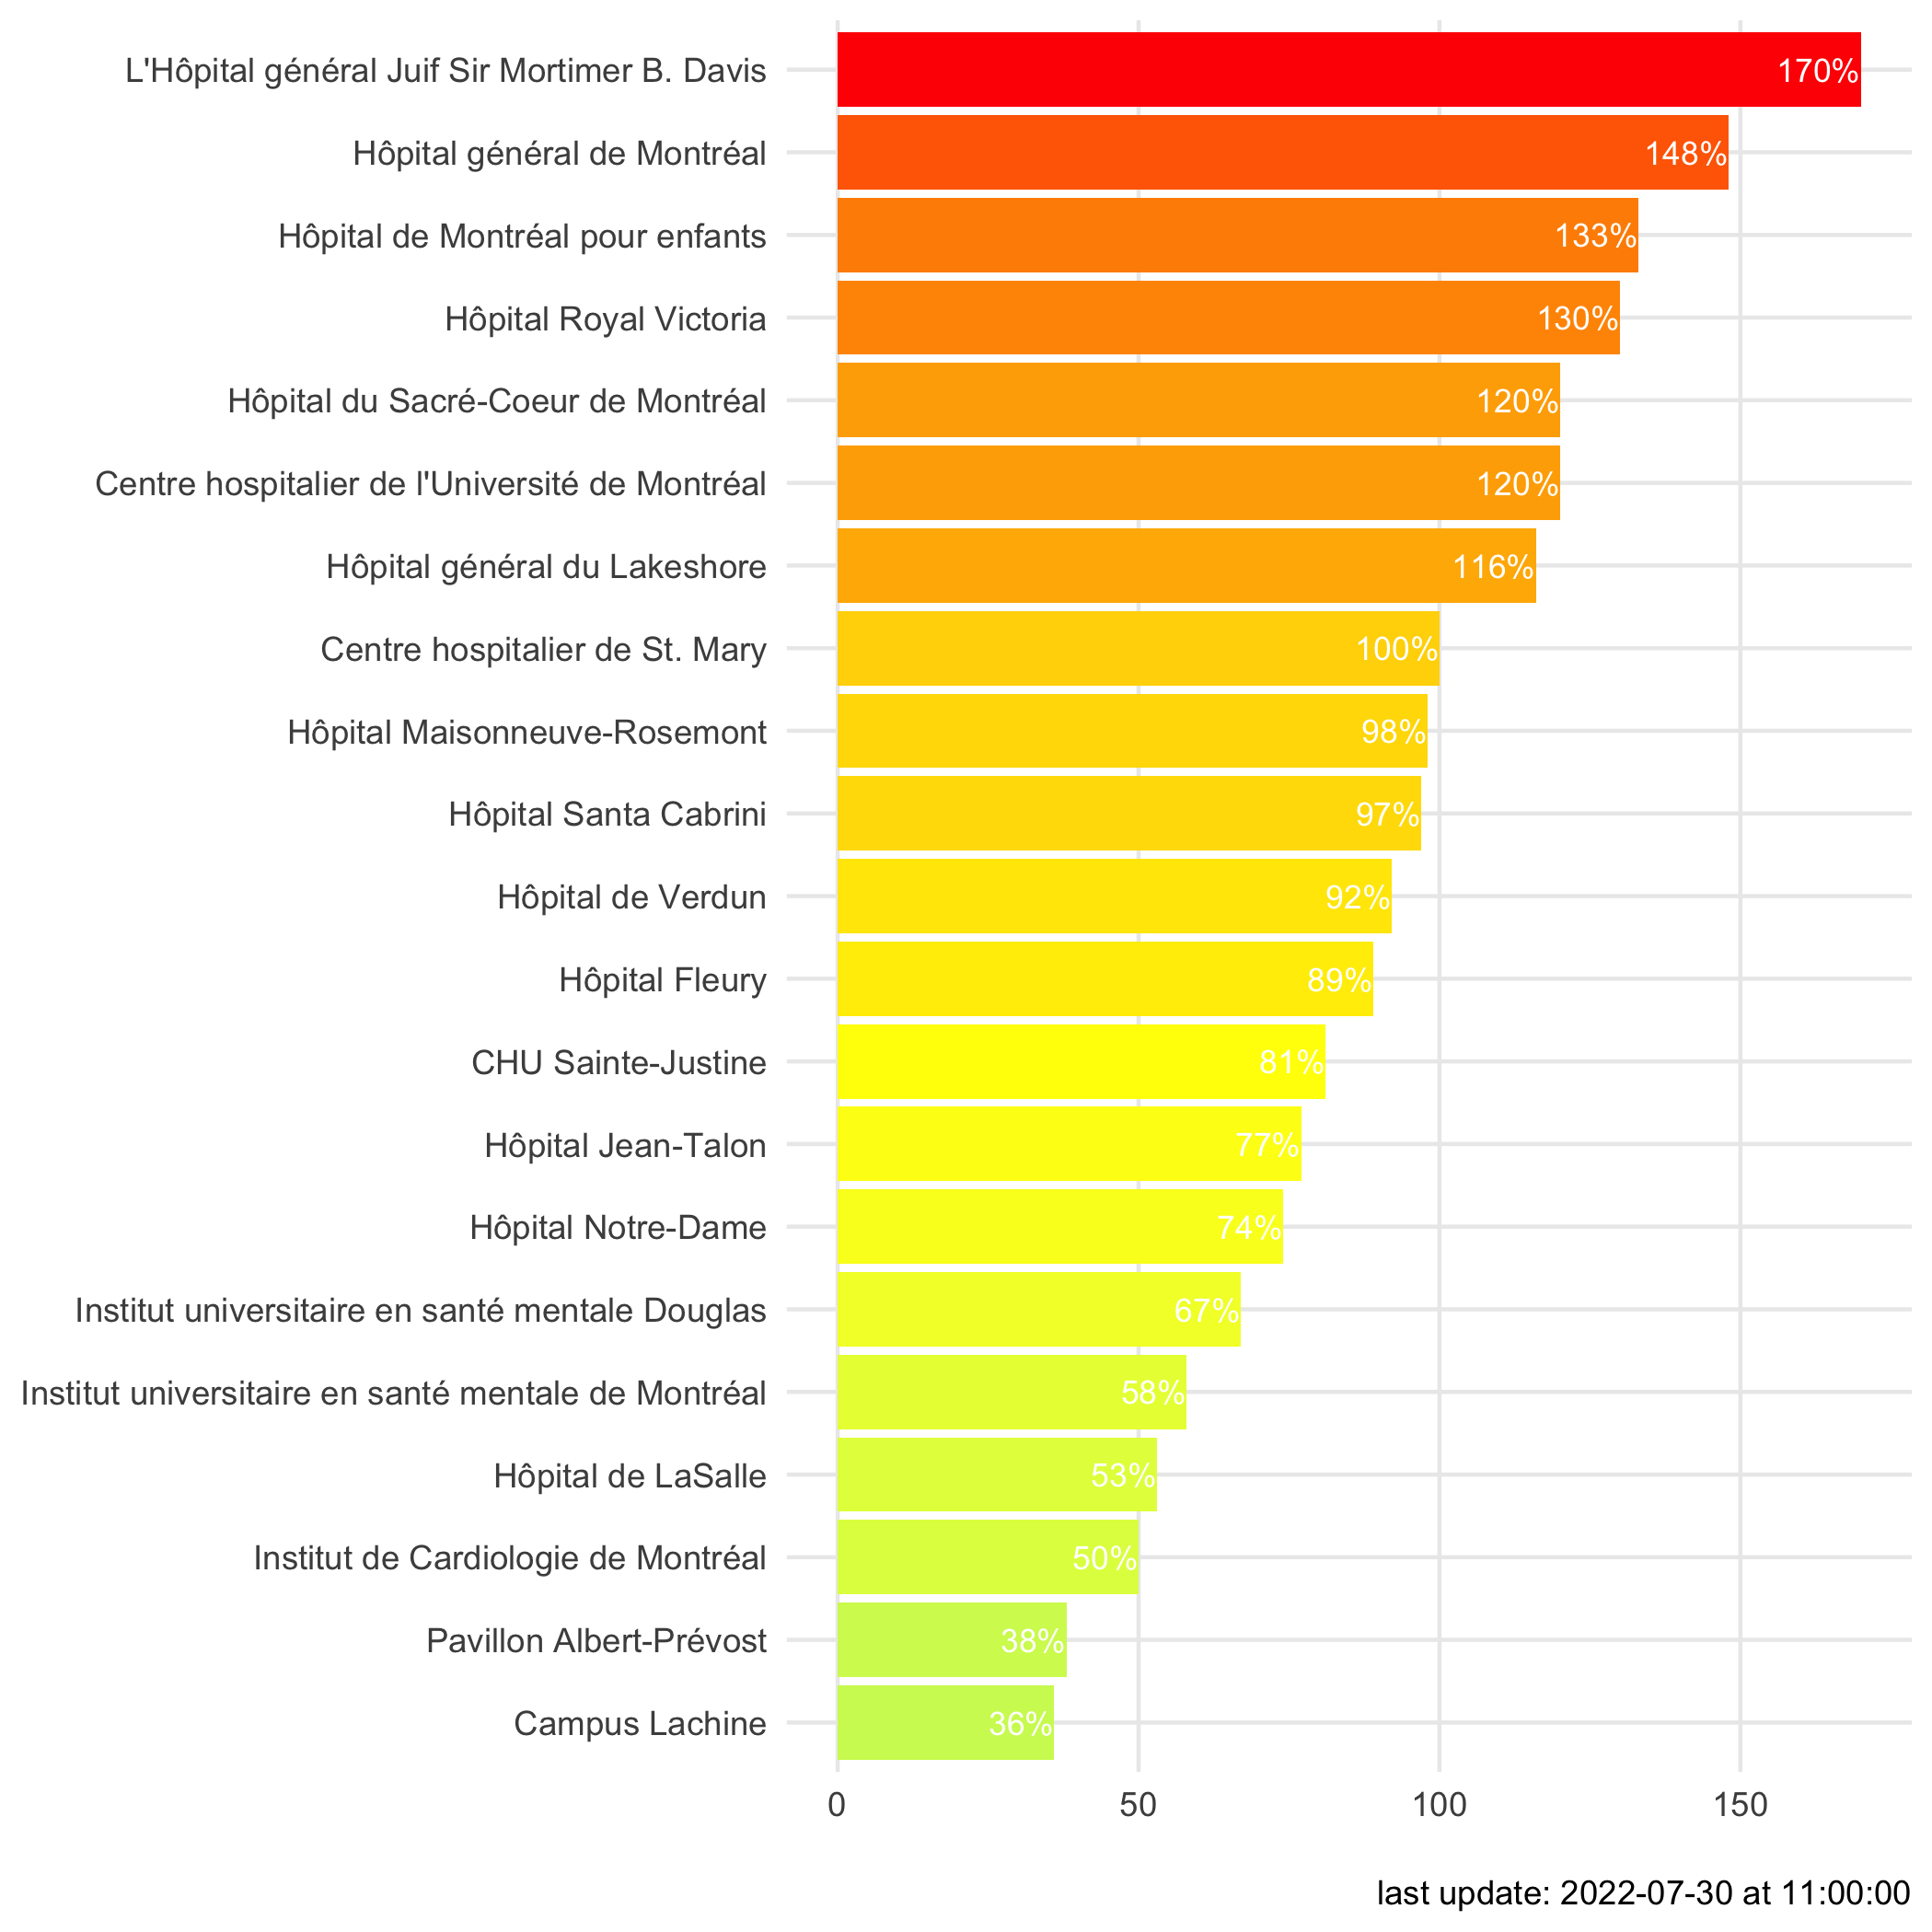 L'Hôpital général Juif Sir Mortimer B. Davis 170%
Hôpital général de Montréal 148%
Hôpital de Montréal pour enfants 133%
Hôpital Royal Victoria 130%
Hôpital du Sacré-Coeur de Montréal 120%
Centre hospitalier de l'Université de Montréal 120%
Hôpital général du Lakeshore 116%
Centre hospitalier de St. Mary 100%
Hôpital Maisonneuve-Rosemont 98%
Hôpital Santa Cabrini 97%
Hôpital de Verdun 92%
Hôpital Fleury 89%
CHU Sainte-Justine 81%
Hôpital Jean-Talon 77%
Hôpital Notre-Dame 74%
Institut universitaire en santé mentale Douglas 67%
Institut universitaire en santé mentale de Montréal 58%
Hôpital de LaSalle 53%
Institut de Cardiologie de Montréal 50%
Pavillon Albert-Prévost 38%
Campus Lachine 36%
0 50 100 150
last update: 2022-07-30 at 11:00:00